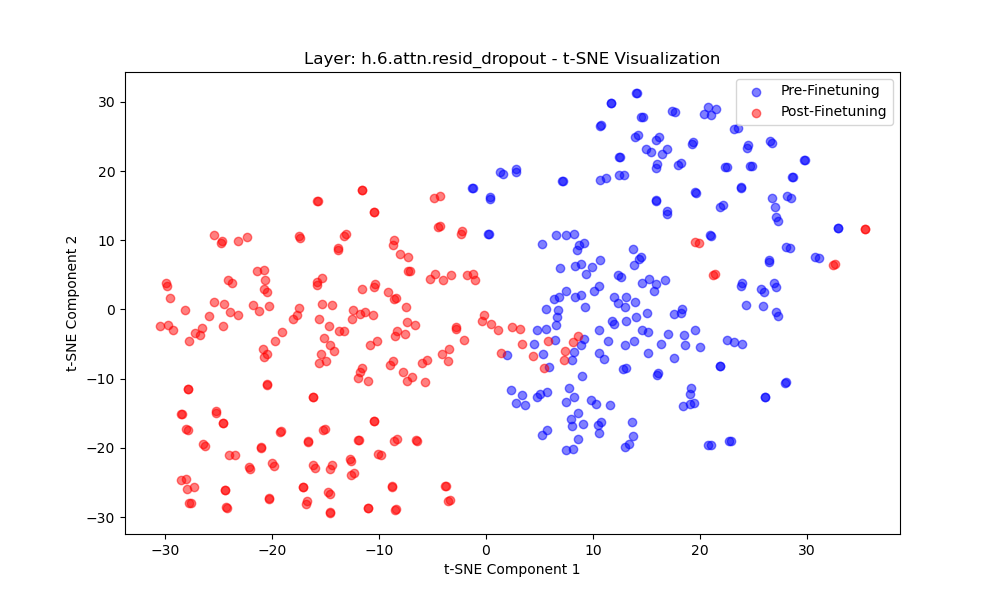 Layer: h.6.attn.resid_dropout - t-SNE Visualization
Pre-Finetuning
Post-Finetuning
t-SNE Component 2
30
20
10
0
−10
−20
−30
−30 −20 −10 0 10 20 30
t-SNE Component 1